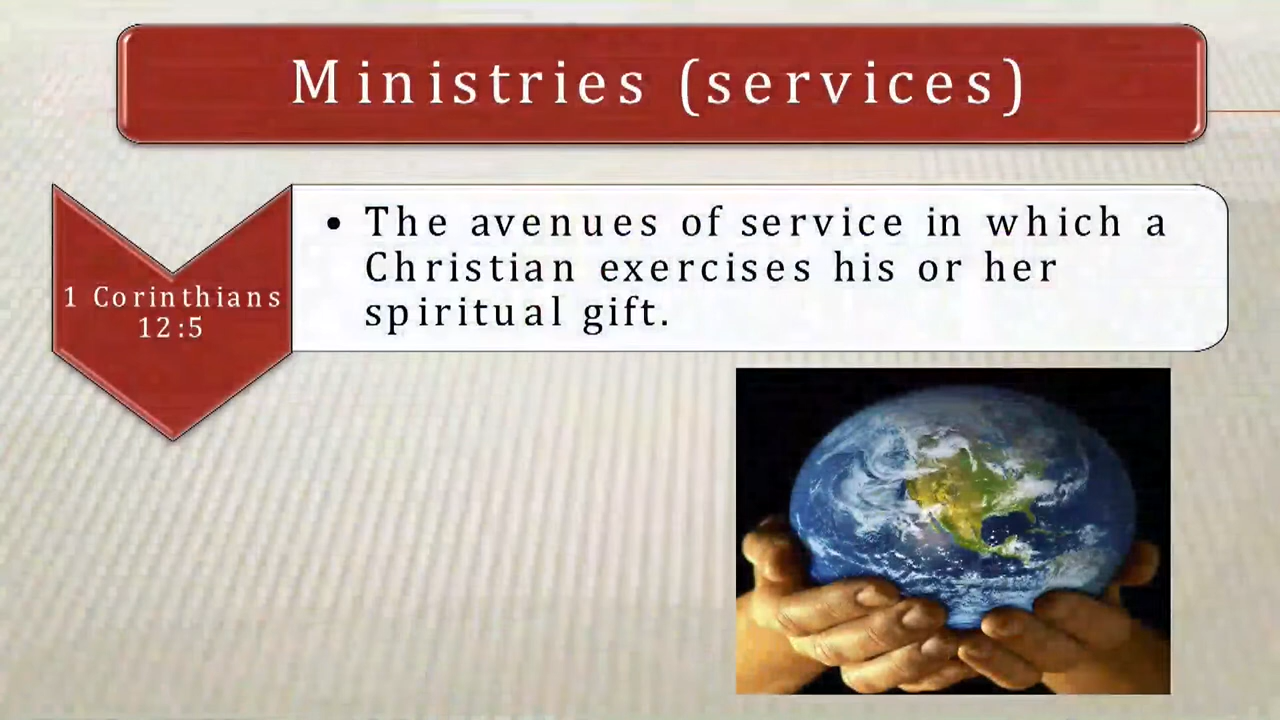 Ministries (services)
1 Corinthians
12:5
• The avenues of service in which a
Christian exercises his or her
spiritual gift.